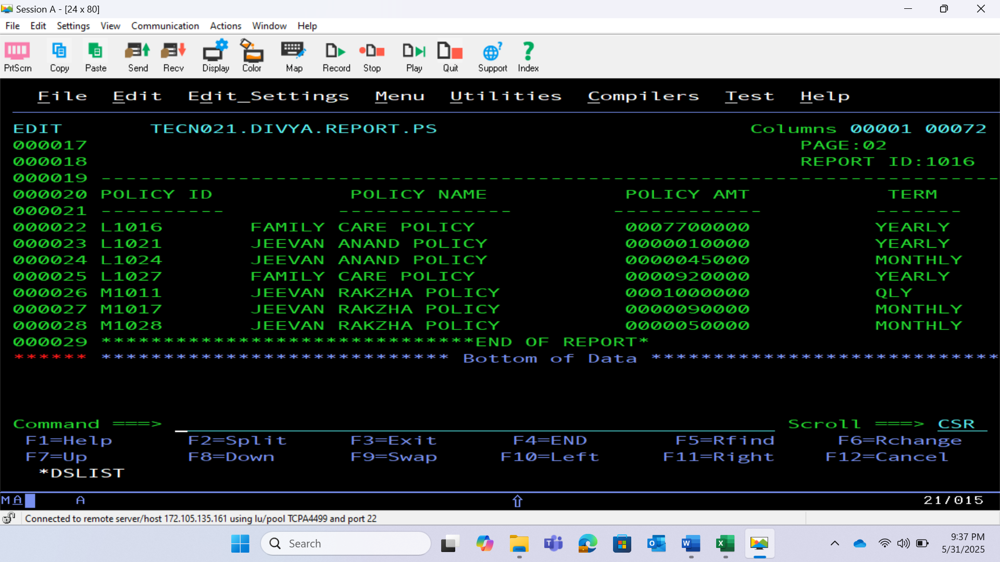 Session A - [24 x 80]
File Edit Settings View Communication Actions Window Help
PrtScrn Copy Paste Send Recv Display Color Map Record Stop Play Quit Support Index
File Edit Edit_Settings Menu Utilities Compilers Test Help
EDIT TECN021.DIVYA.REPORT.PS Columns 00001 00072
000017 PAGE:02
000018 REPORT ID:1016
000019 ------------------------------------------------------------------------
000020 POLICY ID POLICY NAME POLICY AMT TERM
000021 ---------- -------------- ------------ -------
000022 L1016 FAMILY CARE POLICY 0007700000 YEARLY
000023 L1021 JEEVAN ANAND POLICY 0000010000 YEARLY
000024 L1024 JEEVAN ANAND POLICY 0000045000 MONTHLY
000025 L1027 FAMILY CARE POLICY 0000920000 YEARLY
000026 M1011 JEEVAN RAKZHA POLICY 0001000000 QLY
000027 M1017 JEEVAN RAKZHA POLICY 0000090000 MONTHLY
000028 M1028 JEEVAN RAKZHA POLICY 0000050000 MONTHLY
000029 ******************************END OF REPORT*
****** **************************** Bottom of Data ****************************
Command ===> Scroll ===> CSR
F1=Help F2=Split F3=Exit F4=END F5=Rfind F6=Rchange
F7=Up F8=Down F9=Swap F10=Left F11=Right F12=Cancel
*DSLIST
MA A 21/015
Connected to remote server/host 172.105.135.161 using lu/pool TCPA4499 and port 22
Search
9:37 PM
5/31/2025